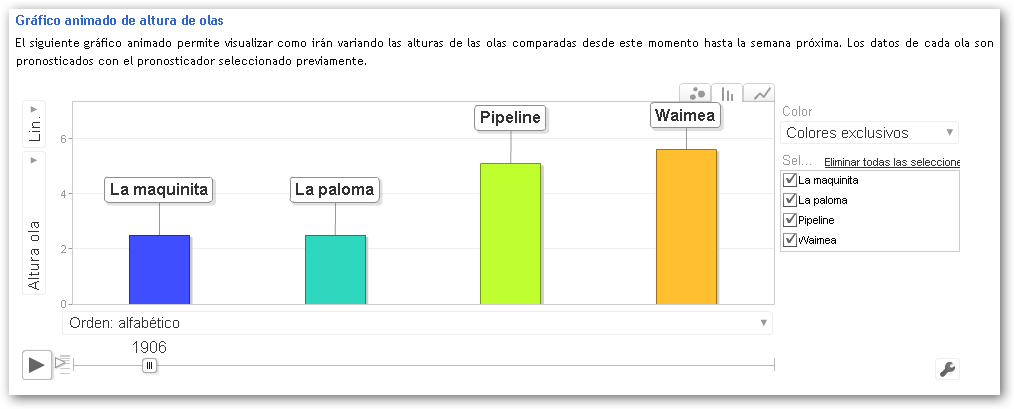 Gráfico animado de altura de olas
El siguiente gráfico animado permite visualizar como irán variando las alturas de las olas comparadas desde este momento hasta la semana próxima. Los datos de cada ola son
pronosticados con el pronosticador seleccionado previamente.
Lin.
Altura ola
6
4
2
0
La maquinita
La paloma
Pipeline
Waimea
Color
Colores exclusivos
Sel... Eliminar todas las seleccione
La maquinita
La paloma
Pipeline
Waimea
Orden: alfabético
1906